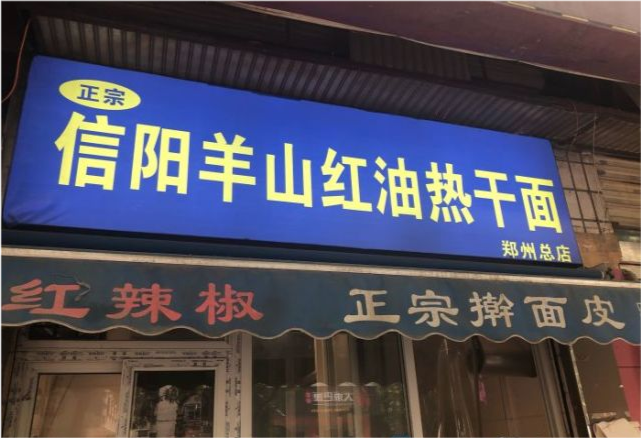 正宗
信阳羊山红油热干面
郑州总店
红辣椒 正宗擀面皮